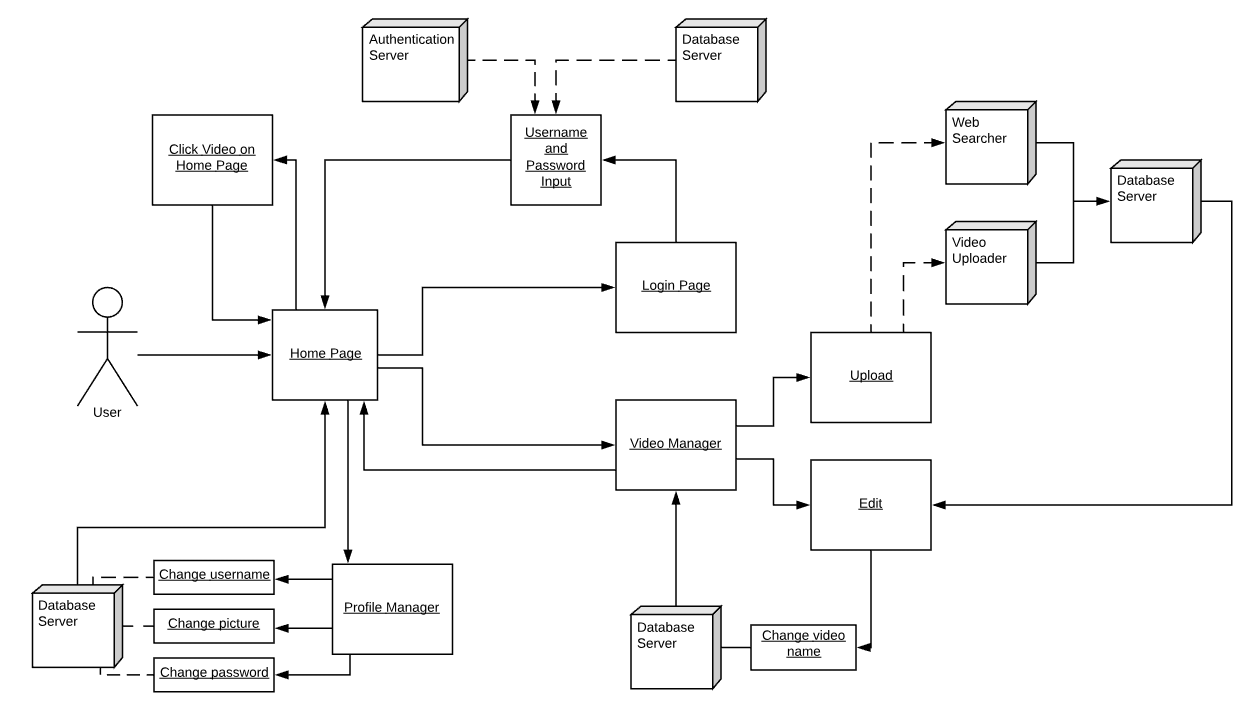 Authentication
Server
Database
Server
Web
Searcher
Username
and
Password
Input
Click Video on
Home Page
Database
Server
Video
Uploader
Login Page
Home Page
Upload
User
Video Manager
Edit
Change username
Database
Server
Profile Manager
Change picture
Database
Server
Change video
name
Change password